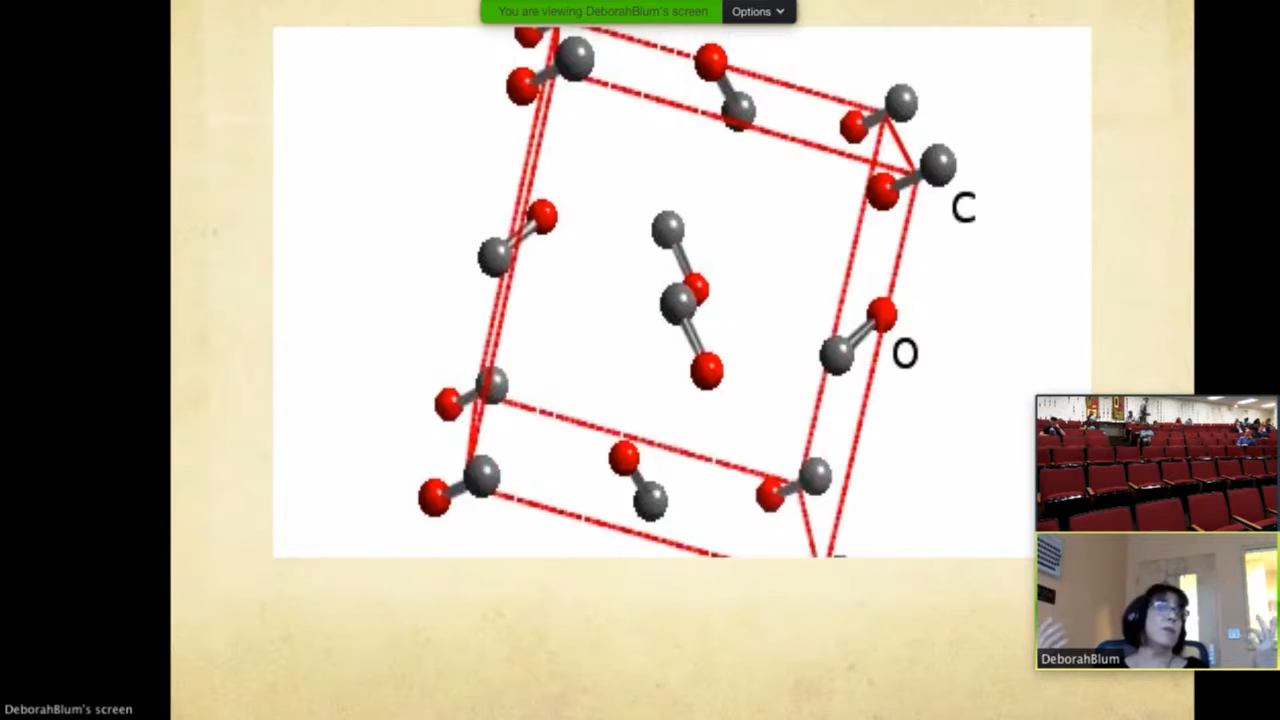 You are viewing DeborahBlum's screen
Options
C
O
DeborahBlum
DeborahBlum's screen